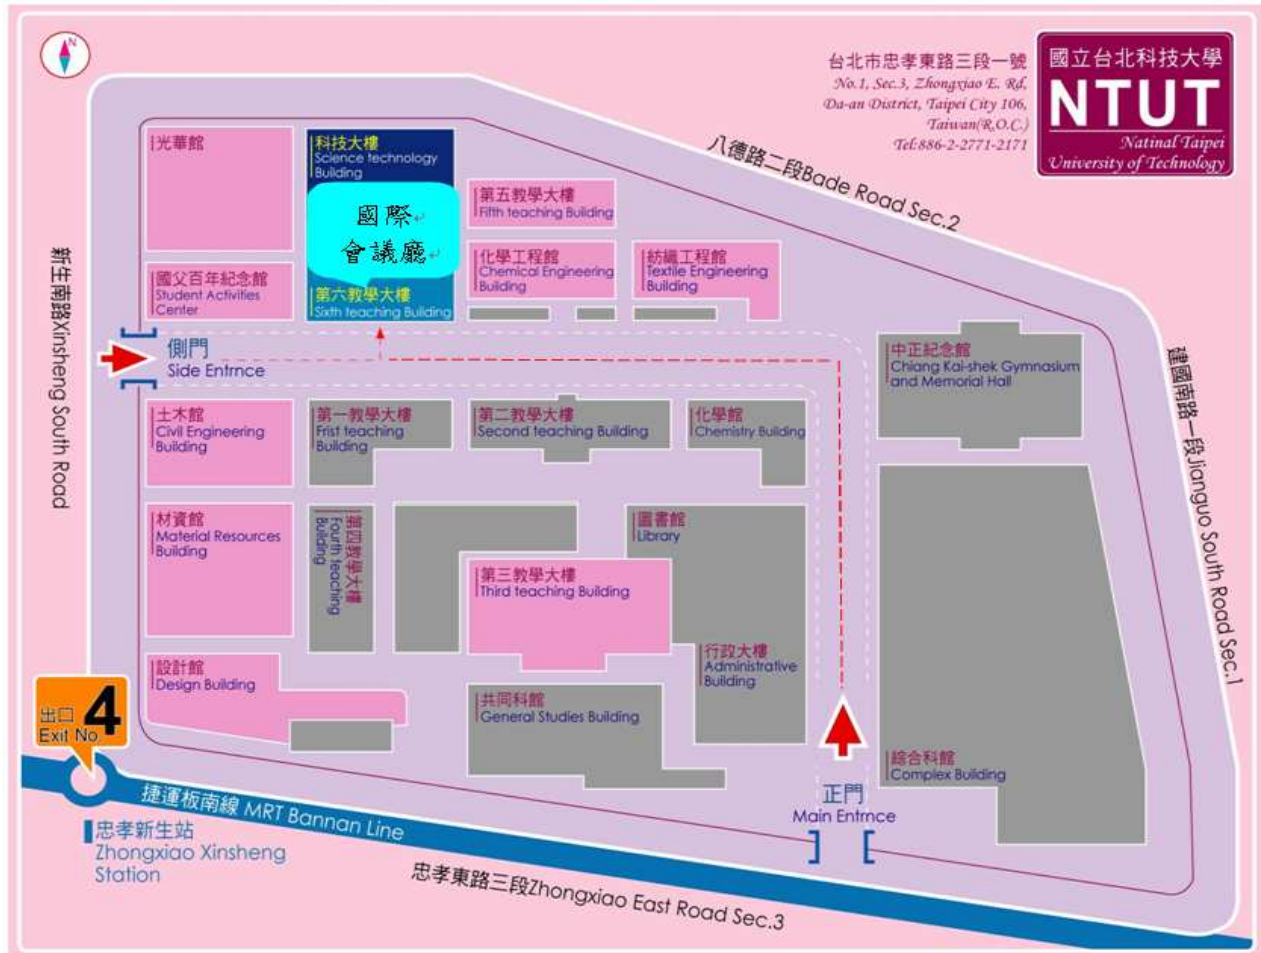 N
台北市忠孝東路三段一號
No.1, Sec.3, Zhongxiao E. Rd,
Da-an District, Taipei City 106,
Taiwan(R.O.C.)
Tel:886-2-2771-2171
國立台北科技大學
NTUT
Natinal Taipei
University of Technology
八德路二段Bade Road Sec.2
光華館
科技大樓
Science technology
Building
國際
會議廳
第六教學大樓
Sixth teaching Building
第五教學大樓
Fifth teaching Building
化學工程館
Chemical Engineering
Building
紡織工程館
Textile Engineering
Building
國父百年紀念館
Student Activities
Center
新生南路Xinsheng South Road
側門
Side Entrnce
中正紀念館
Chiang Kai-shek Gymnasium
and Memorial Hall
建國南路一段Jianguo South Road Sec.1
土木館
Civil Engineering
Building
第一教學大樓
Frist teaching
Building
第二教學大樓
Second teaching Building
化學館
Chemistry Building
材資館
Material Resources
Building
第四教學大樓
Fourth teaching
Building
圖書館
Library
第三教學大樓
Third teaching Building
行政大樓
Administrative
Building
設計館
Design Building
共同科館
General Studies Building
綜合科館
Complex Building
出口 4
Exit No.
正門
Main Entrnce
捷運板南線 MRT Bannan Line
忠孝新生站
Zhongxiao Xinsheng
Station
忠孝東路三段Zhongxiao East Road Sec.3